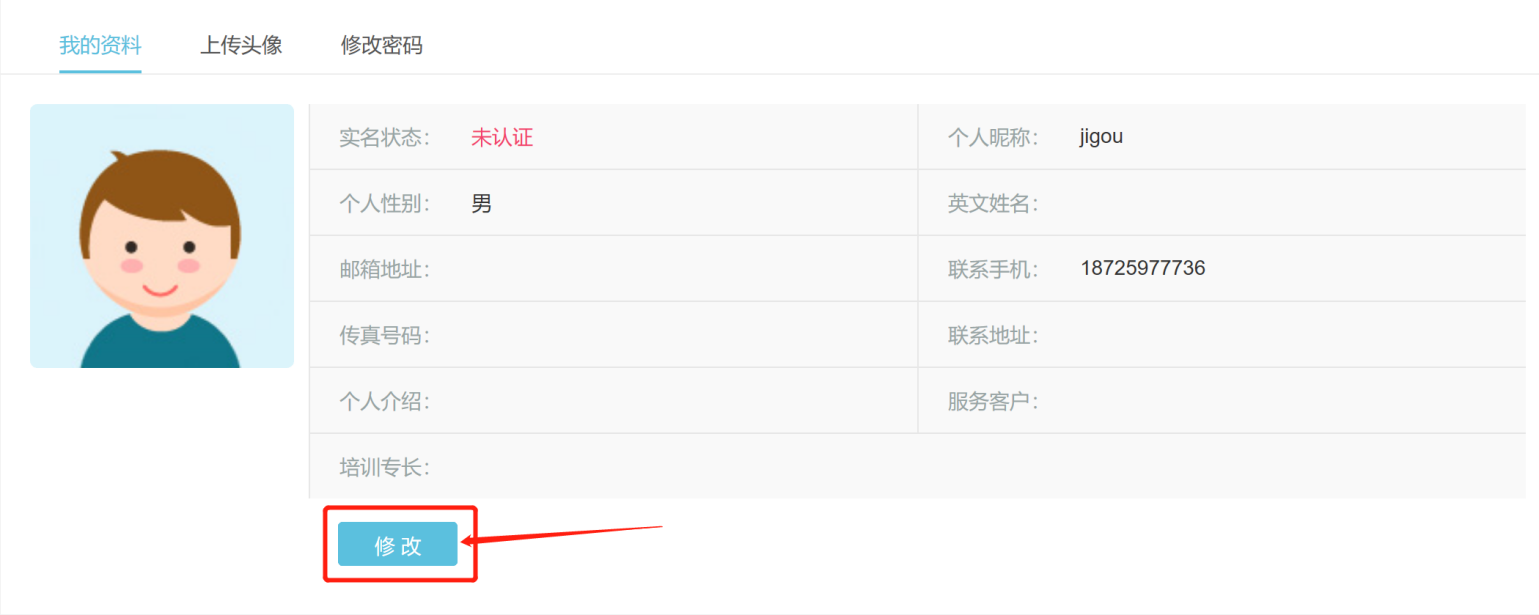 我的资料 上传头像 修改密码
实名状态： 未认证 个人昵称： jigou
个人性别： 男 英文姓名：
邮箱地址： 联系手机： 18725977736
传真号码： 联系地址：
个人介绍： 服务客户：
培训专长：
修 改